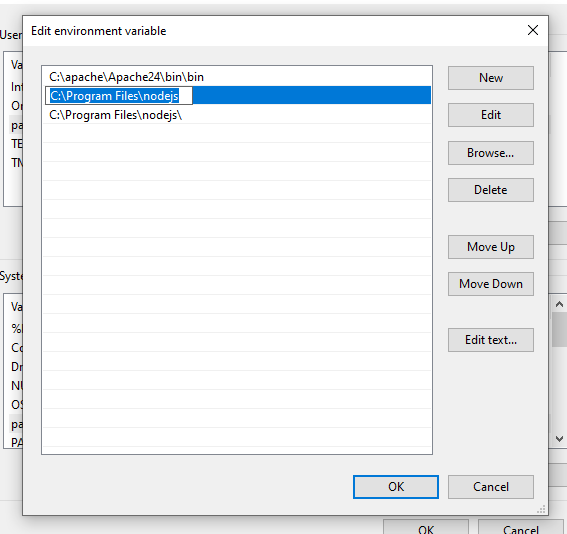 Edit environment variable
User
Va
Int
On
pa
TE
TM
C:\apache\Apache24\bin\bin
C:\Program Files\nodejs
C:\Program Files\nodejs\
New
Edit
Browse...
Delete
Move Up
Move Down
Edit text...
Syste
Va
Co
Dr
NU
OS
pa
PA
OK
Cancel
OK
Cancel